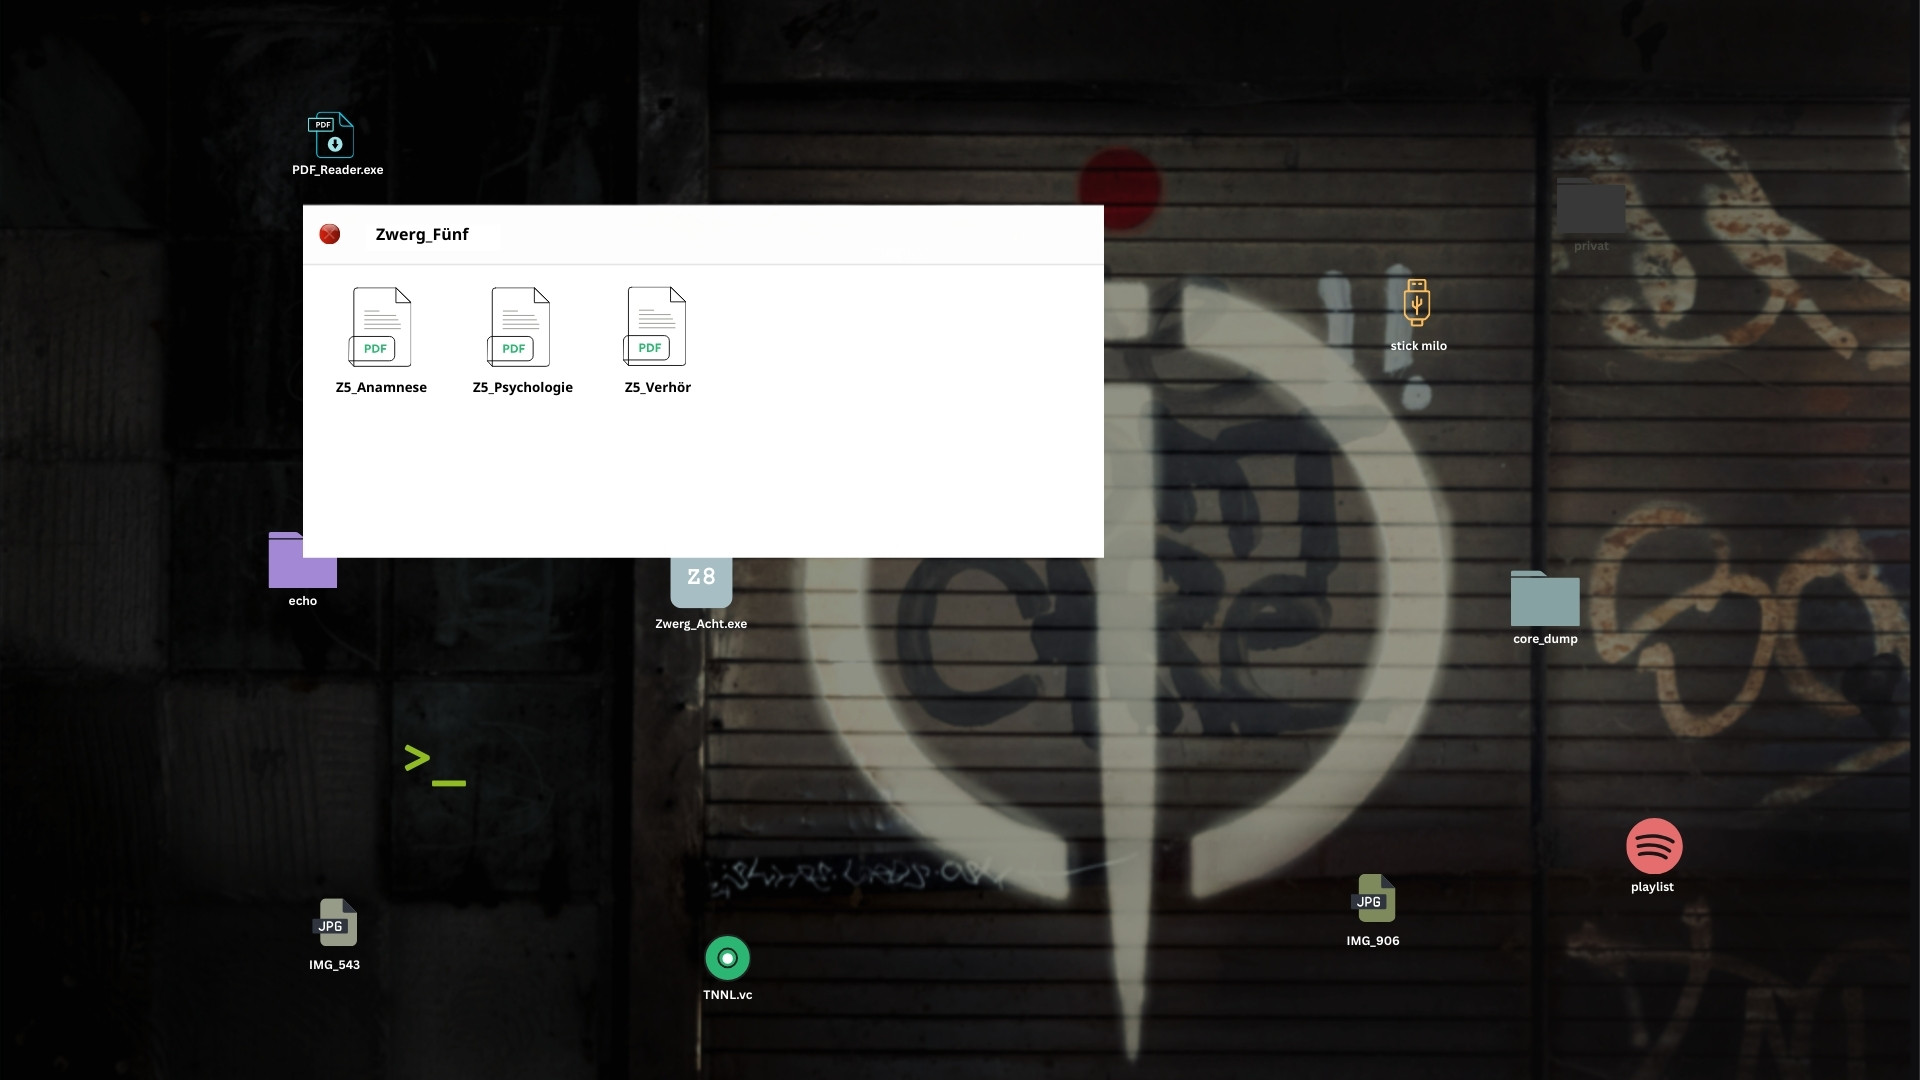 PDF
PDF_Reader.exe
Zwerg_Fünf
privat
stick milo
PDF
PDF
PDF
Z5_Anamnese
Z5_Psychologie
Z5_Verhör
Z8
echo
Zwerg_Acht.exe
core_dump
>_
playlist
JPG
IMG_906
JPG
IMG_543
TNNL.vc